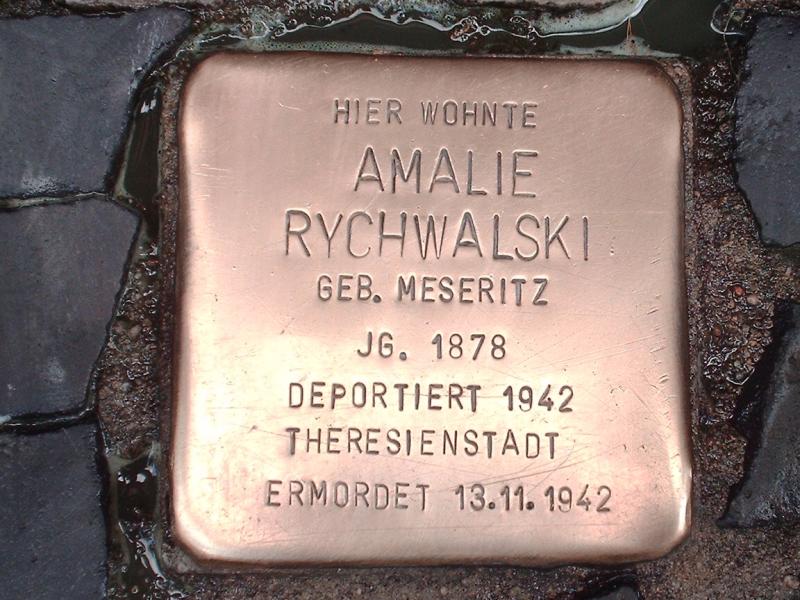 HIER WOHNTE
AMALIE
RYCHWALSKI
GEB. MESERITZ
JG. 1878
DEPORTIERT 1942
THERESIENSTADT
ERMORDET 13.11.1942